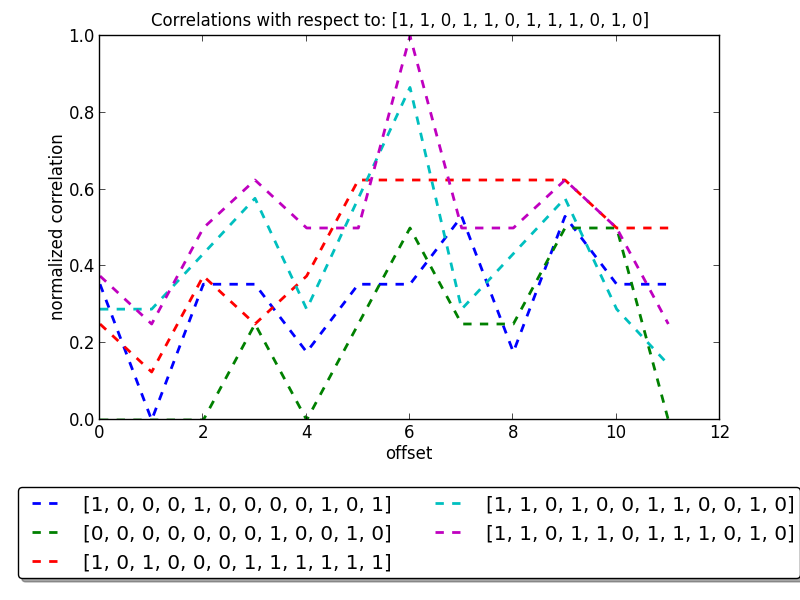 Correlations with respect to: [1, 1, 0, 1, 1, 0, 1, 1, 1, 0, 1, 0]
1.0
0.8
0.6
0.4
0.2
0.0
normalized correlation
0 2 4 6 8 10 12
offset
[1, 0, 0, 0, 1, 0, 0, 0, 0, 1, 0, 1]
[0, 0, 0, 0, 0, 0, 0, 1, 0, 0, 1, 0]
[1, 0, 1, 0, 0, 0, 1, 1, 1, 1, 1, 1]
[1, 1, 0, 1, 0, 0, 1, 1, 0, 0, 1, 0]
[1, 1, 0, 1, 1, 0, 1, 1, 1, 0, 1, 0]